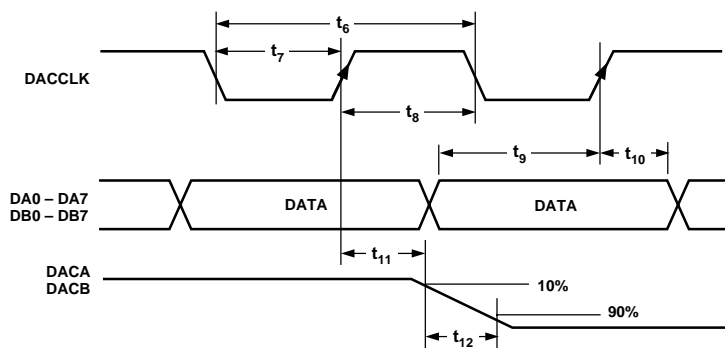 t6
t7
DACCLK
t8
t9
t10
DA0 – DA7
DB0 – DB7
DATA
DATA
t11
DACA
DACB
10%
90%
t12